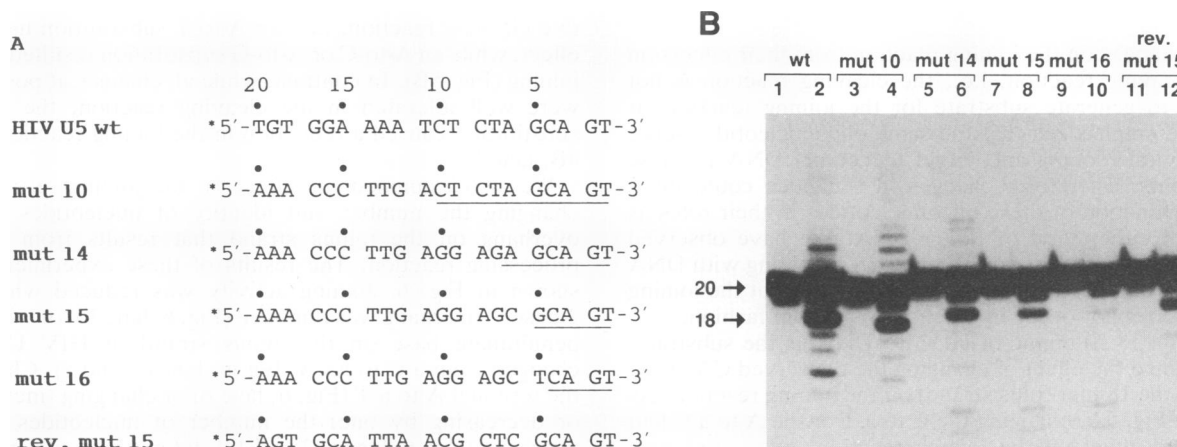 A
20 15 10 5
HIV U5 wt *5′-TGT GGA AAA TCT CTA GCA GT-3′
mut 10 *5′-AAA CCC TTG ACT CTA GCA GT-3′
mut 14 *5′-AAA CCC TTG AGG AGA GCA GT-3′
mut 15 *5′-AAA CCC TTG AGG AGC GCA GT-3′
mut 16 *5′-AAA CCC TTG AGG AGC TCA GT-3′
rev. mut 15 *5′-AGT GCA TTA ACG CTC GCA GT-3′
B
rev.
wt mut 10 mut 14 mut 15 mut 16 mut 15
1 2 3 4 5 6 7 8 9 10 11 12
20
18